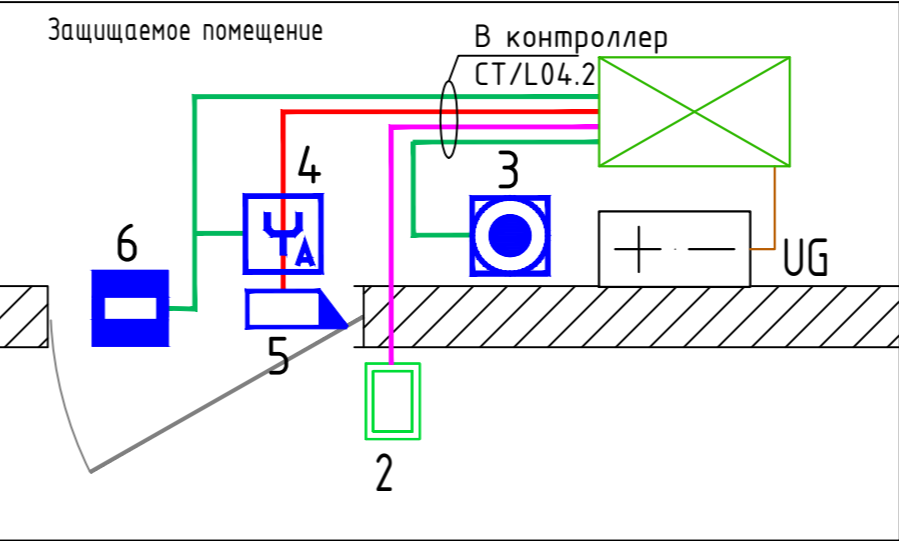 Защищаемое помещение
В контроллер
CT/L04.2
4
3
6
A
+ · —
UG
5
2